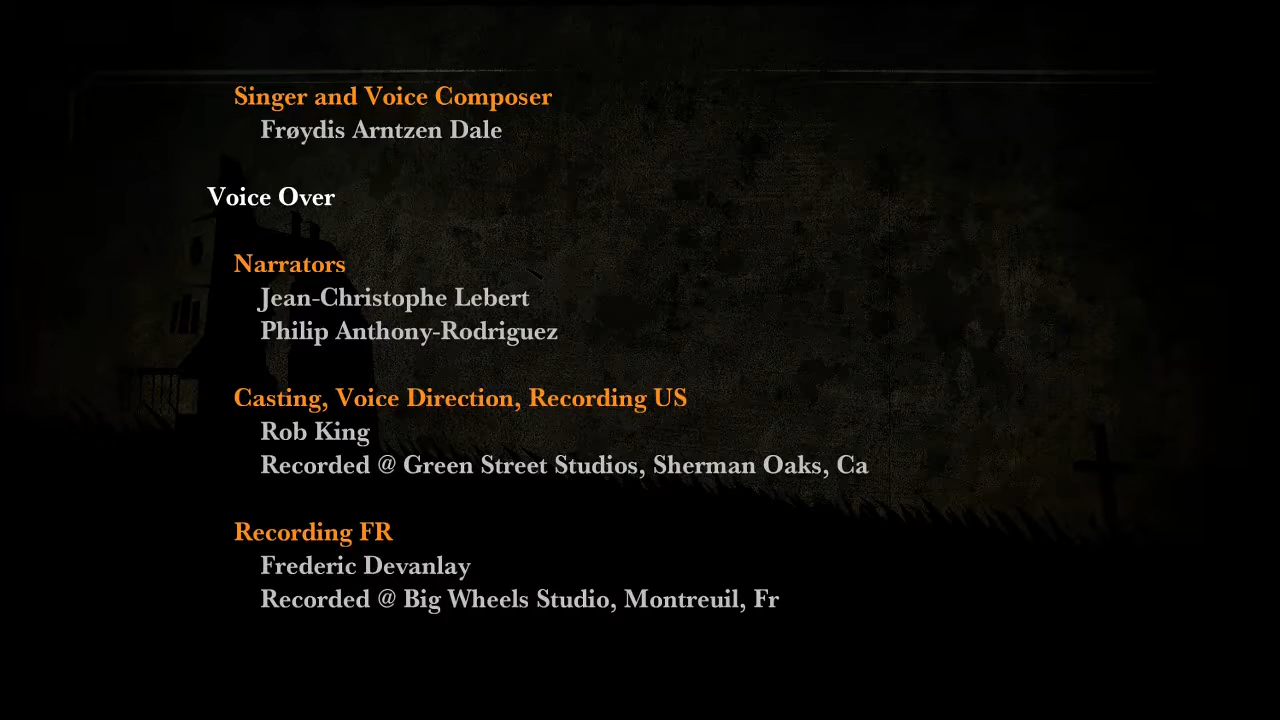 Singer and Voice Composer
Frøydis Arntzen Dale
Voice Over
Narrators
Jean-Christophe Lebert
Philip Anthony-Rodriguez
Casting, Voice Direction, Recording US
Rob King
Recorded @ Green Street Studios, Sherman Oaks, Ca
Recording FR
Frederic Devanlay
Recorded @ Big Wheels Studio, Montreuil, Fr